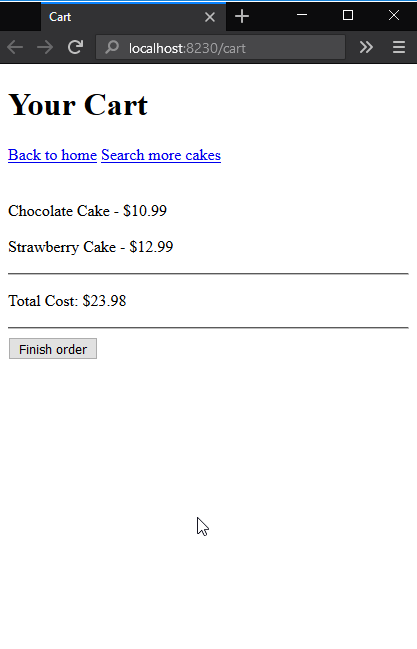 Cart
localhost:8230/cart
Your Cart
Back to home Search more cakes
Chocolate Cake - $10.99
Strawberry Cake - $12.99
Total Cost: $23.98
Finish order